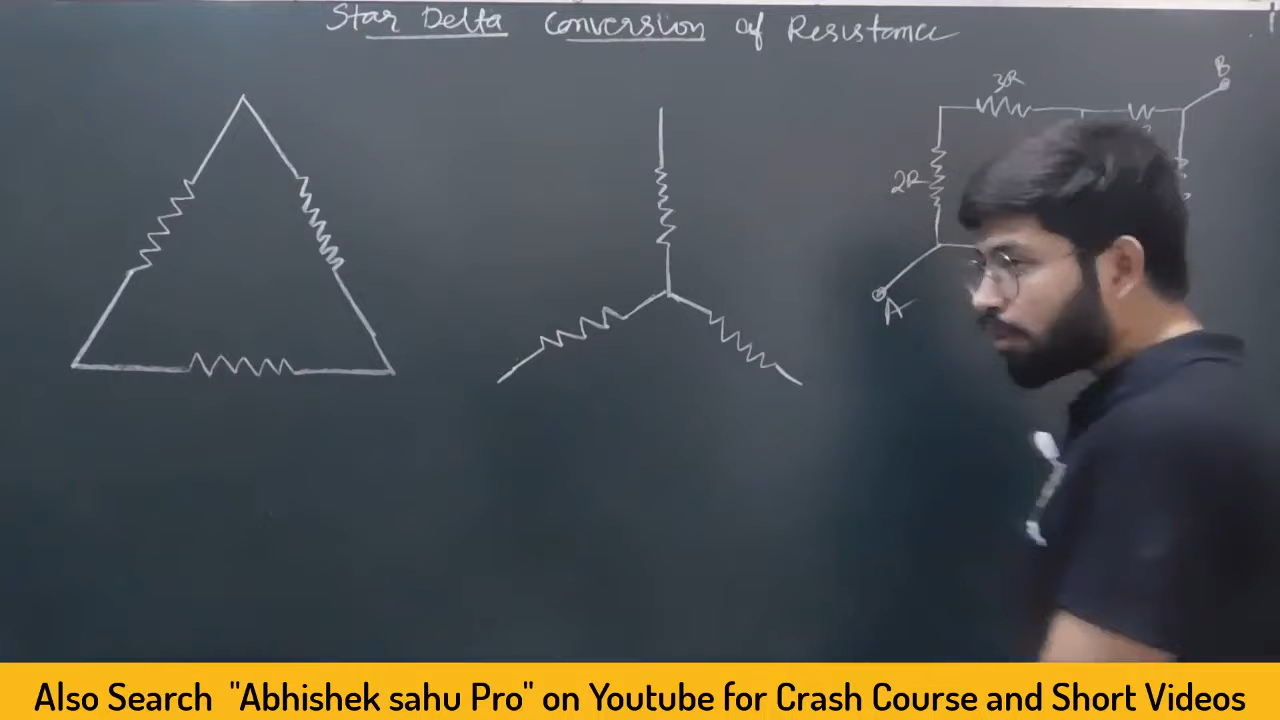 Star Delta Conversion of Resistance
B
3R
2R
A
Also Search "Abhishek sahu Pro" on Youtube for Crash Course and Short Videos